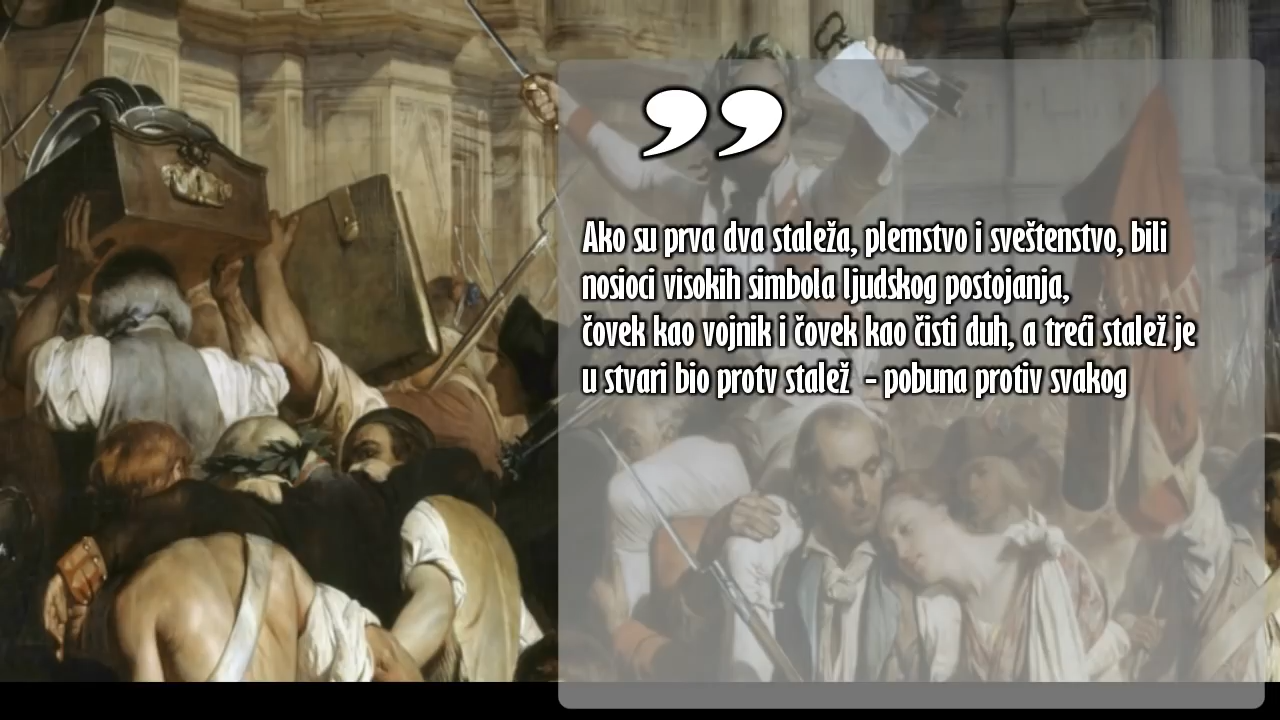 ”
Ako su prva dva staleža, plemstvo i sveštenstvo, bili
nosioci visokih simbola ljudskog postojanja,
čovek kao vojnik i čovek kao čisti duh, a treći stalež je
u stvari bio protv stalež - pobuna protiv svakog